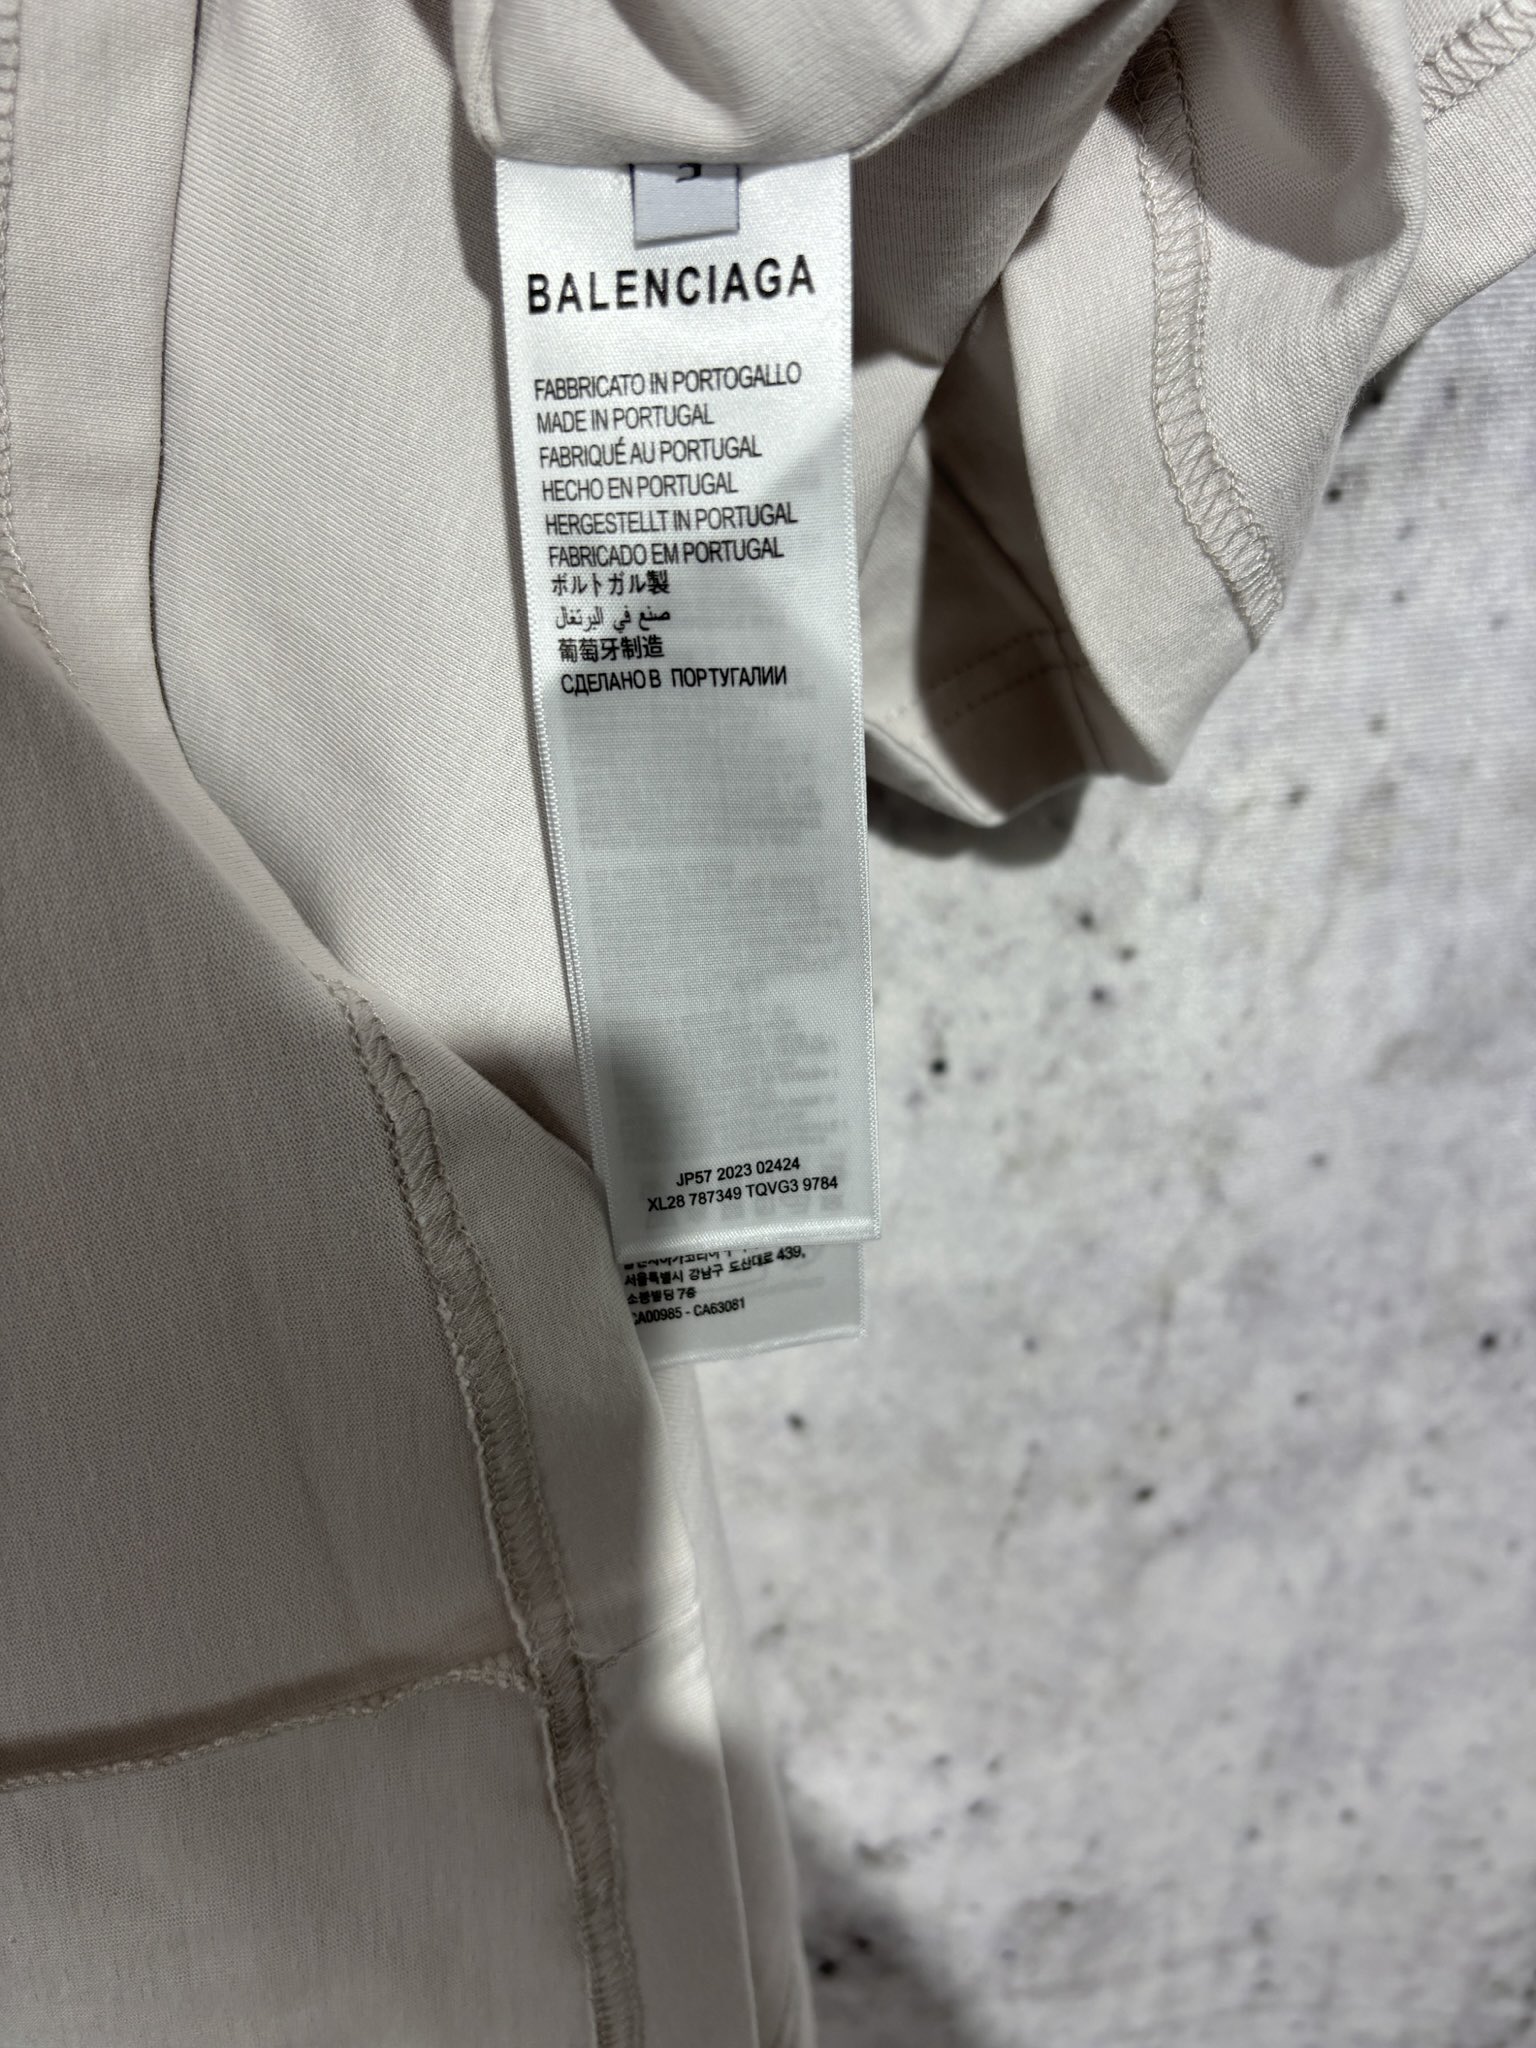 BALENCIAGA
FABBRICATO IN PORTOGALLO
MADE IN PORTUGAL
FABRIQUÉ AU PORTUGAL
HECHO EN PORTUGAL
HERGESTELLT IN PORTUGAL
FABRICADO EM PORTUGAL
ポルトガル製
صنع في البرتغال
葡萄牙制造
СДЕЛАНО В ПОРТУГАЛИИ
JP57 2023 02424
XL28 787349 TQVG3 9784
서울특별시 강남구 도산대로 439,
7층
CA00985 - CA63081